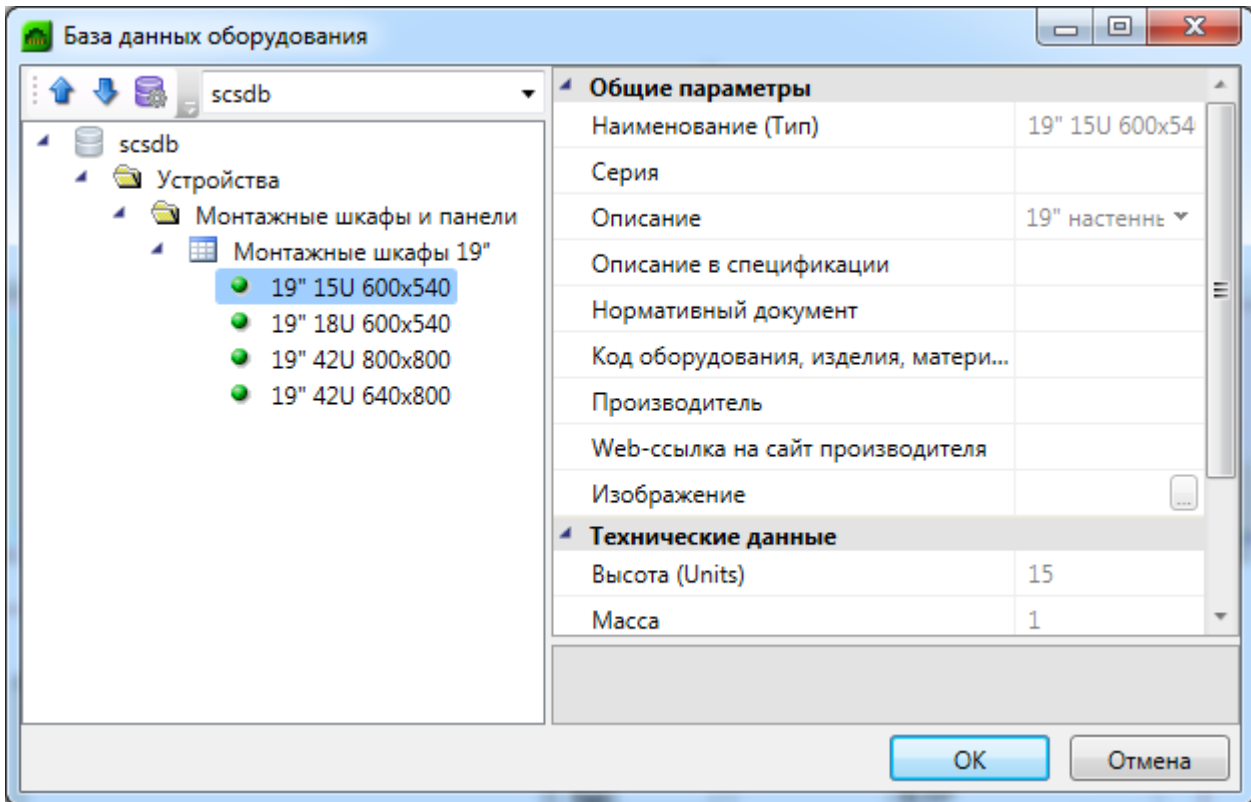 База данных оборудования
scsdb
scsdb
Устройства
Монтажные шкафы и панели
Монтажные шкафы 19"
19" 15U 600x540
19" 18U 600x540
19" 42U 800x800
19" 42U 640x800
Общие параметры
Наименование (Тип) 19" 15U 600x54
Серия
Описание 19" настеннь
Описание в спецификации
Нормативный документ
Код оборудования, изделия, матери...
Производитель
Web-ссылка на сайт производителя
Изображение ...
Технические данные
Высота (Units) 15
Масса 1
OK Отмена